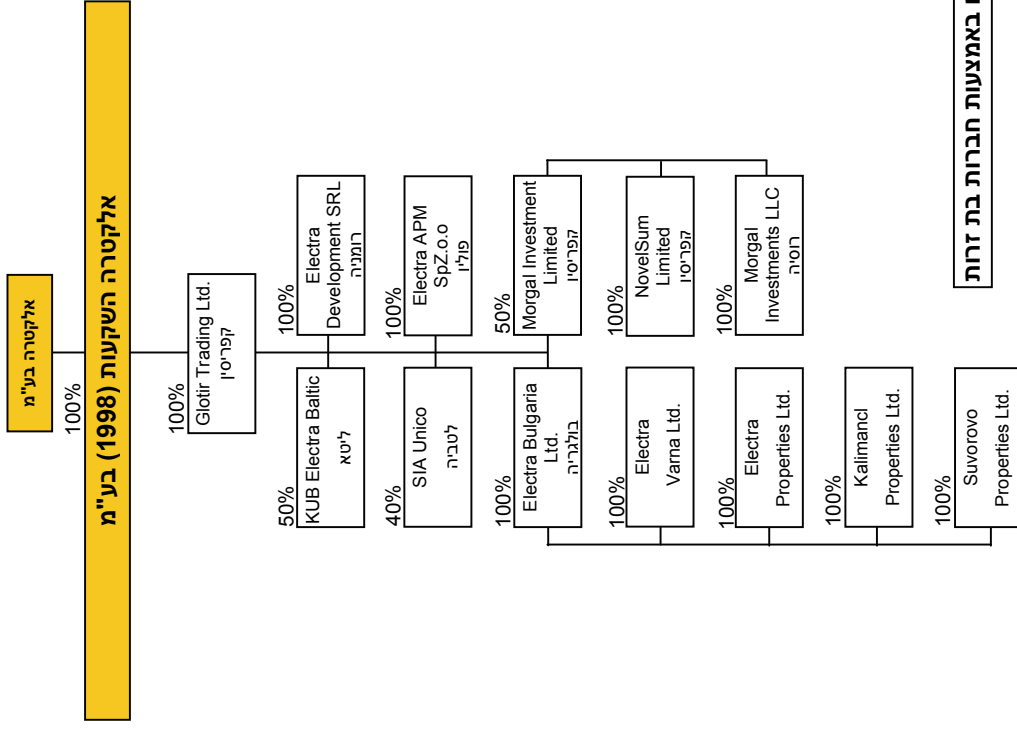 אלקטרה בע"מ
100%
אלקטרה השקעות (1998) בע"מ
100%
Glotir Trading Ltd.
קפריסין
50%
KUB Electra Baltic
ליטא
100%
Electra
Development SRL
רומניה
40%
SIA Unico
לטביה
100%
Electra APM
SpZ.o.o
פולין
100%
Electra Bulgaria
Ltd.
בולגריה
50%
Morgal Investment
Limited
קפריסין
100%
Electra
Varna Ltd.
100%
NovelSum
Limited
קפריסין
100%
Electra
Properties Ltd.
100%
Morgal
Investments LLC
רוסיה
100%
Kalimancl
Properties Ltd.
100%
Suvorovo
Properties Ltd.
באמצעות חברות בת זרות